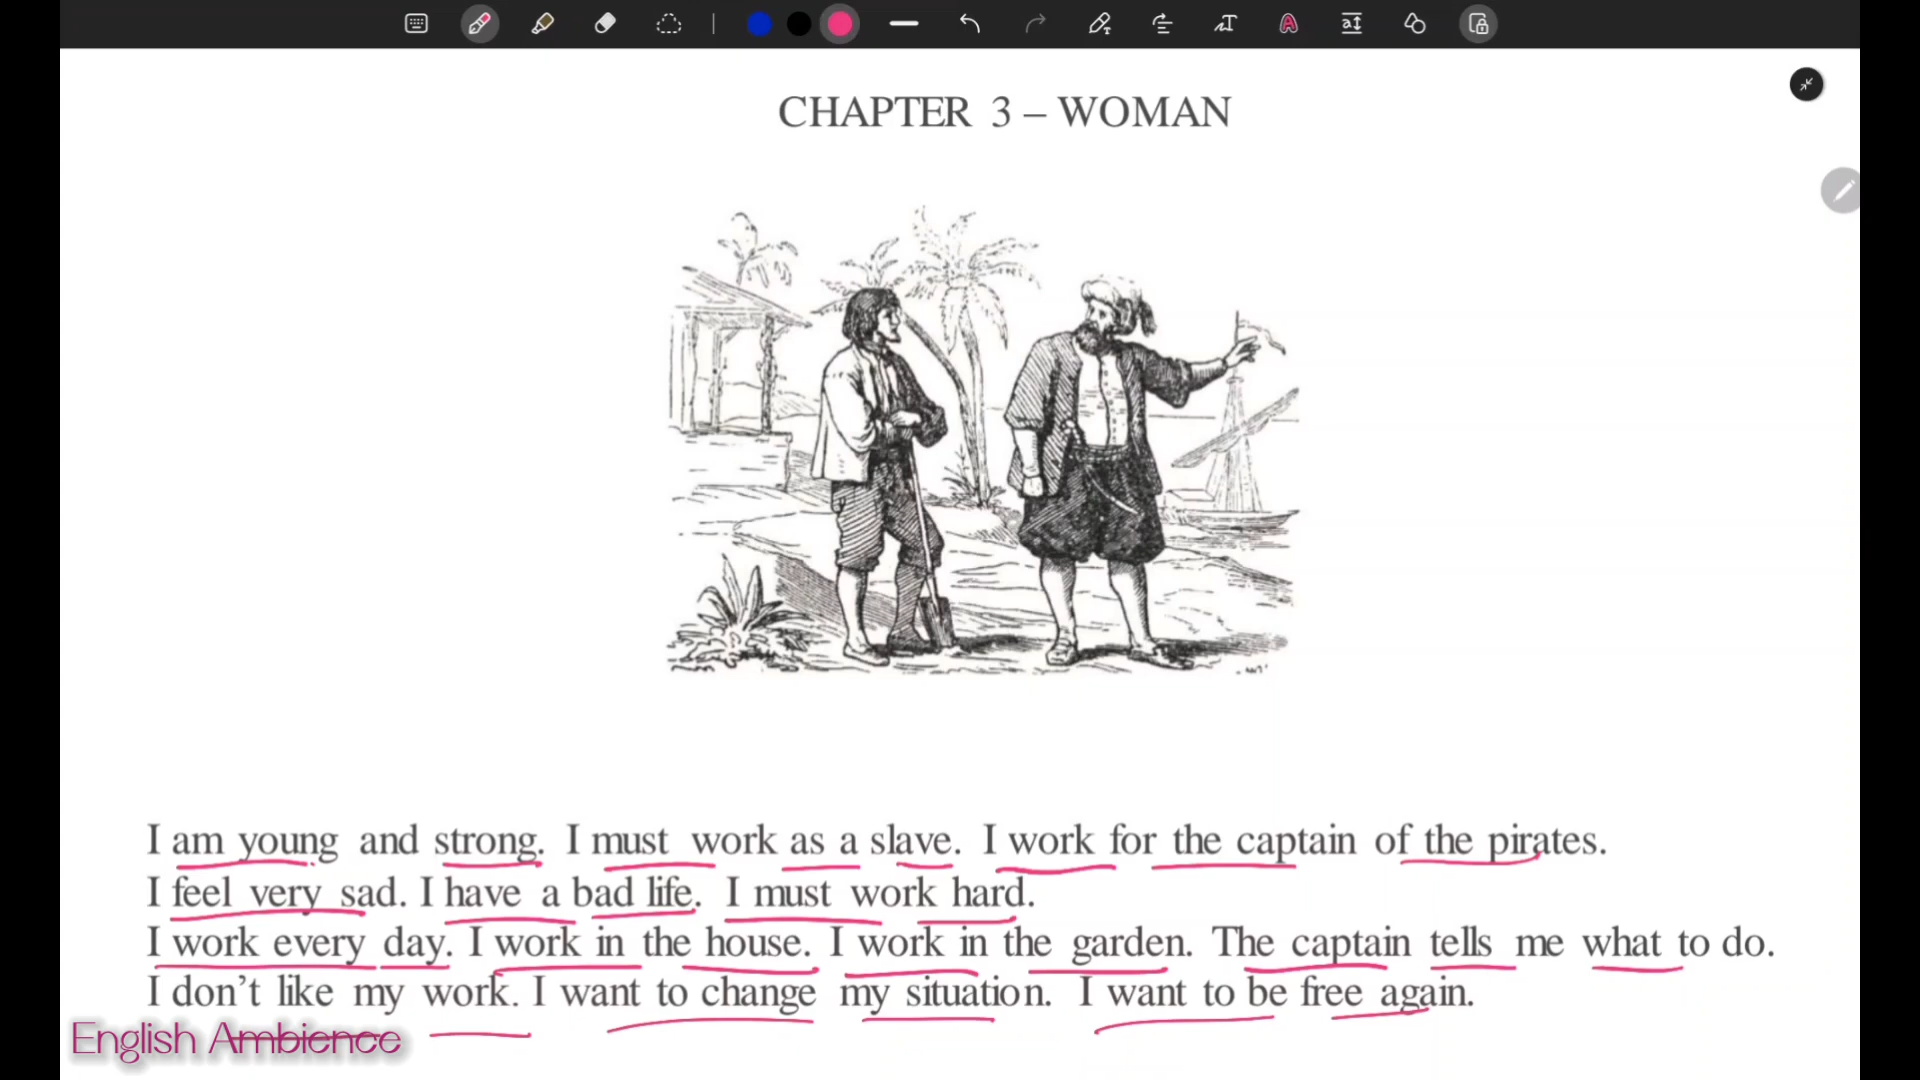 CHAPTER 3 – WOMAN
I am young and strong. I must work as a slave. I work for the captain of the pirates.
I feel very sad. I have a bad life. I must work hard.
I work every day. I work in the house. I work in the garden. The captain tells me what to do.
I don't like my work. I want to change my situation. I want to be free again.
English Ambience